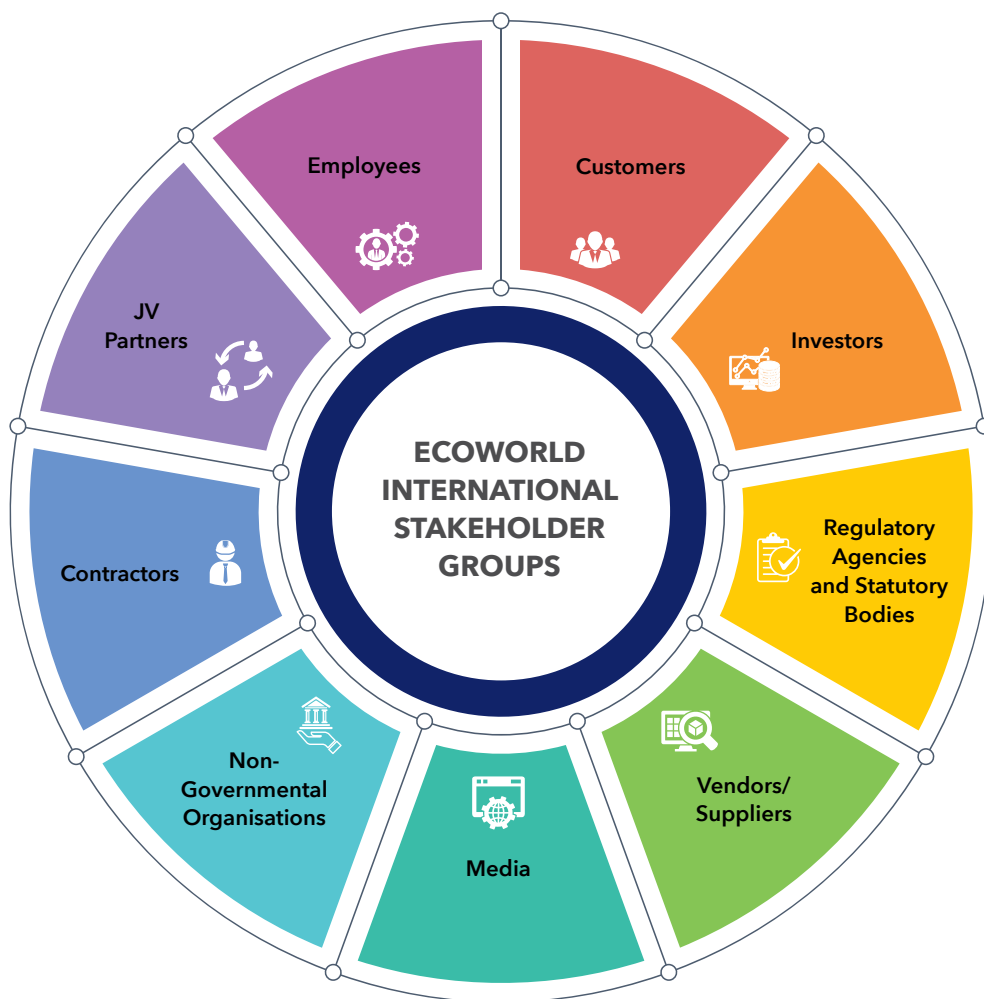 Employees
Customers
JV
Partners
Investors
ECOWORLD
INTERNATIONAL
STAKEHOLDER
GROUPS
Contractors
Regulatory
Agencies
and Statutory
Bodies
Non-
Governmental
Organisations
Vendors/
Suppliers
Media